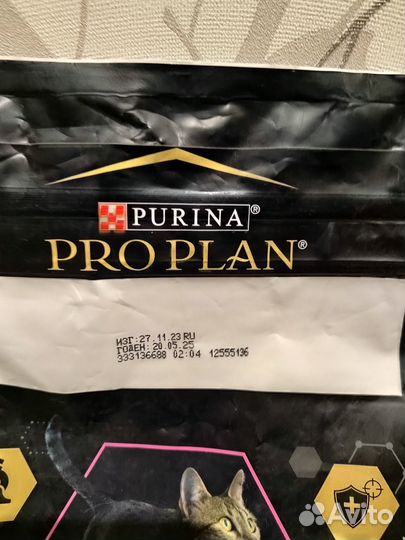 PURINA®
PRO PLAN®
ИЗГ:27.11.23 RU
ГОДЕН: 20.05.25
333136688 02:04 12555136
Avito